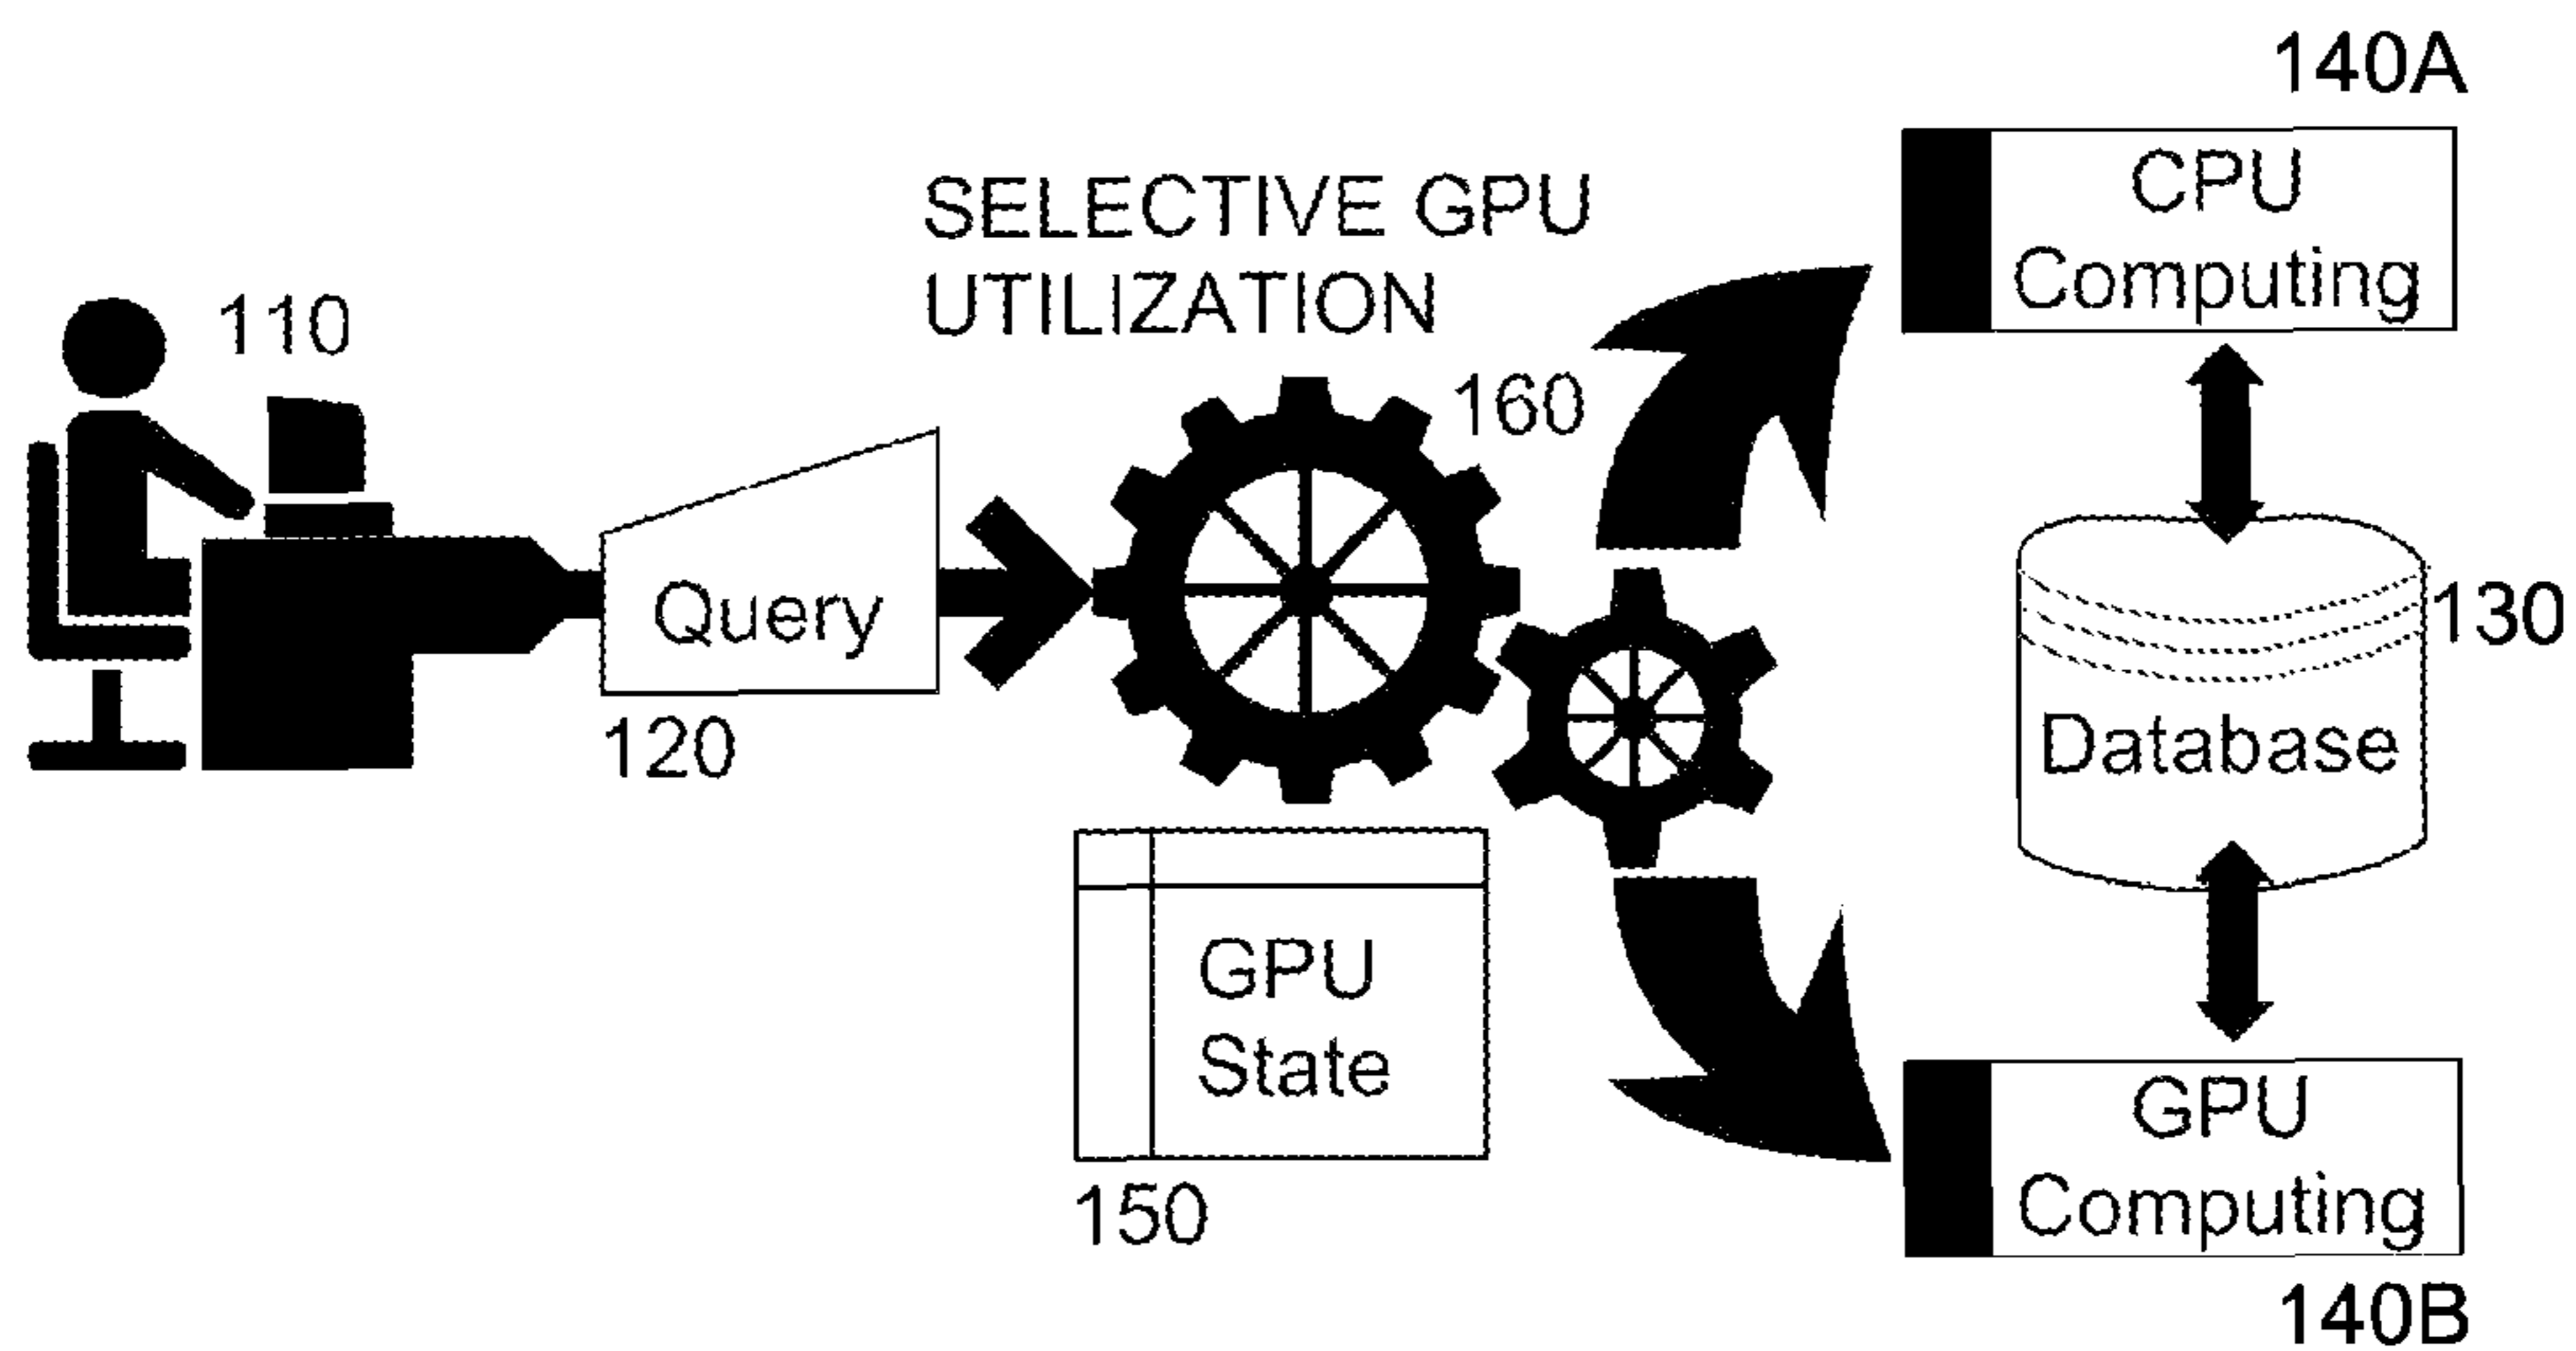 140A
CPU
Computing
SELECTIVE GPU
UTILIZATION
110
160
Query
120
130
Database
GPU
State
150
GPU
Computing
140B